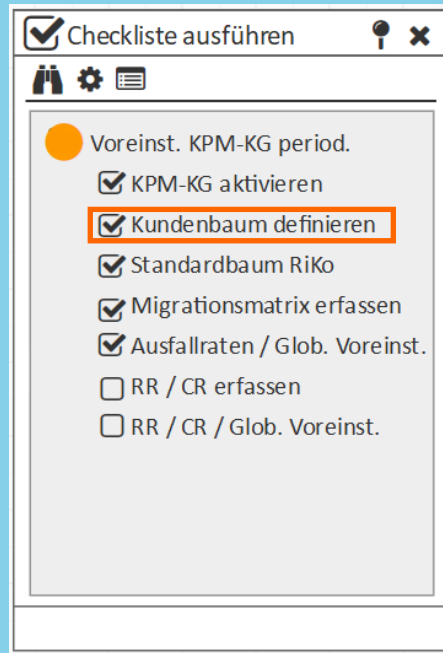 Checkliste ausführen
Voreinst. KPM-KG period.
KPM-KG aktivieren
Kundenbaum definieren
Standardbaum RiKo
Migrationsmatrix erfassen
Ausfallraten / Glob. Voreinst.
RR / CR erfassen
RR / CR / Glob. Voreinst.